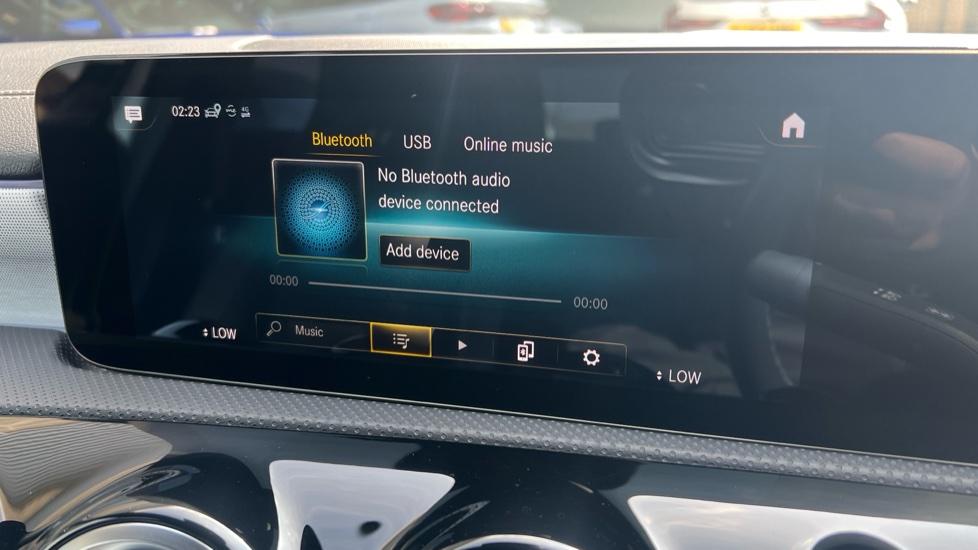 02:23
4G
Bluetooth USB Online music
No Bluetooth audio
device connected
Add device
00:00
00:00
LOW
Music
LOW